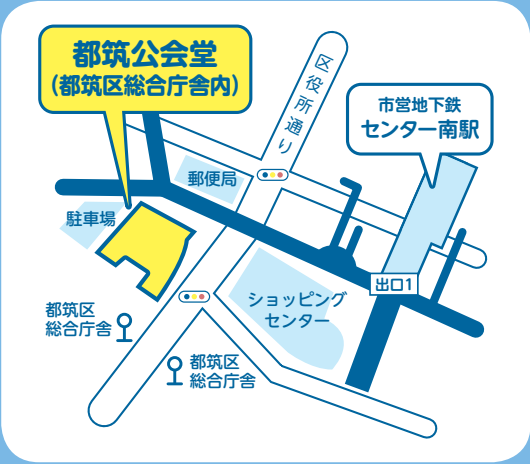 都筑公会堂
(都筑区総合庁舎内)
区役所通り
市営地下鉄
センター南駅
郵便局
駐車場
出口1
ショッピング
センター
都筑区
総合庁舎
都筑区
総合庁舎